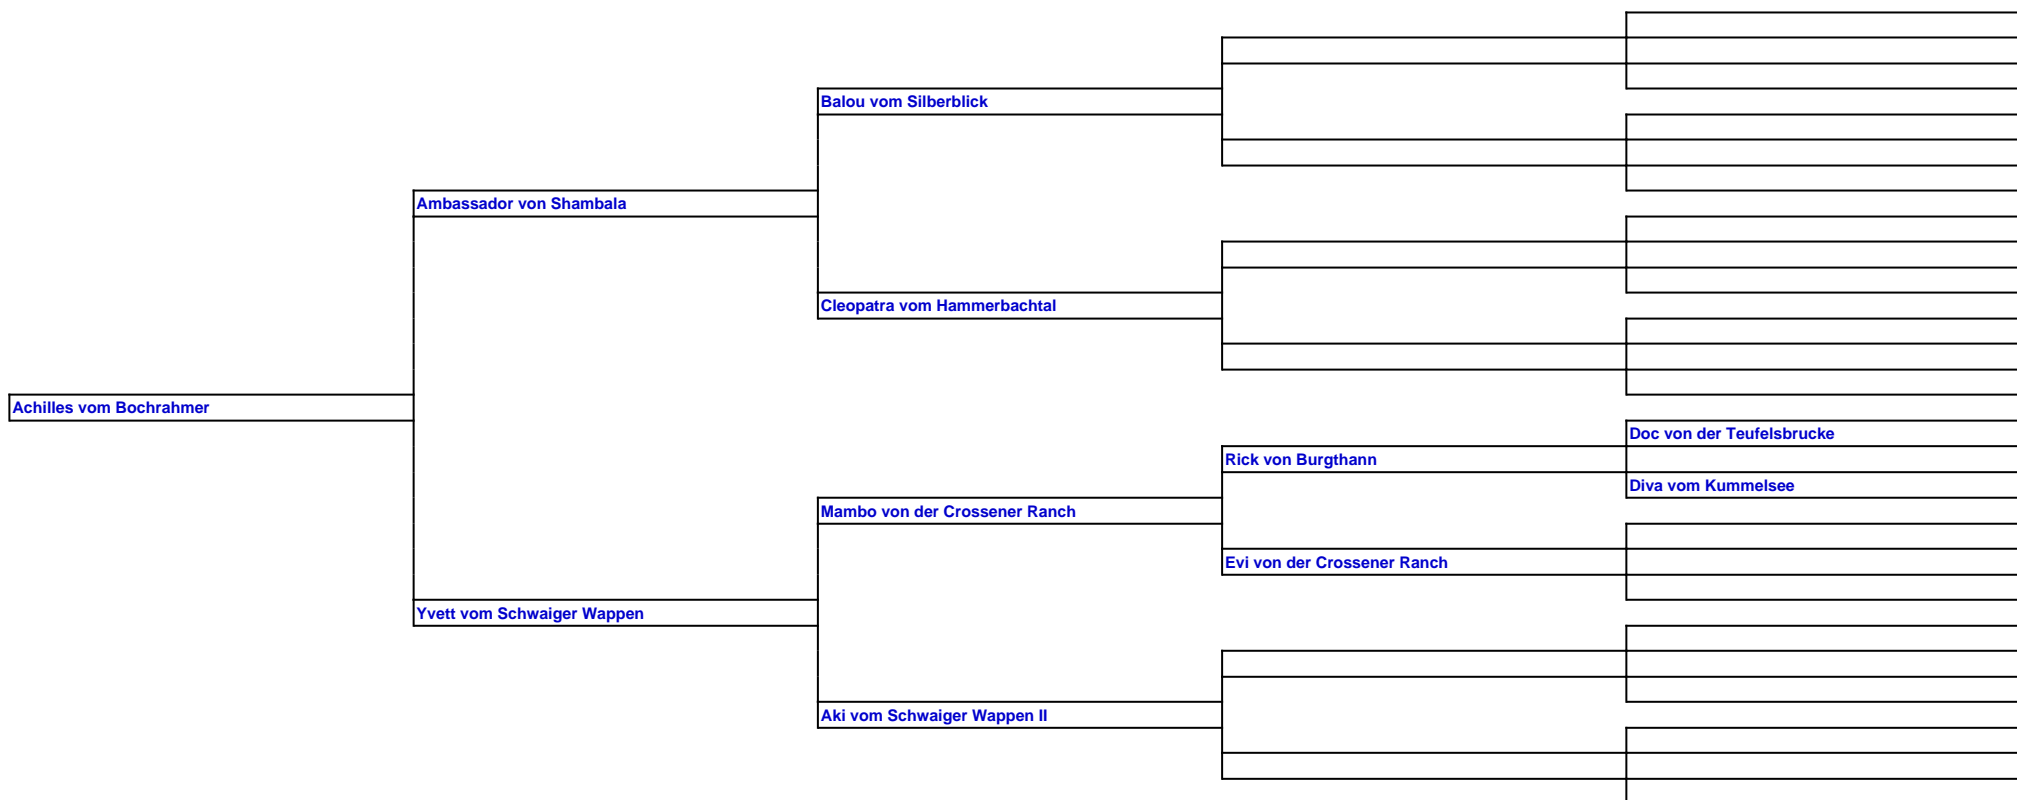 Balou vom Silberblick
Ambassador von Shambala
Cleopatra vom Hammerbachtal
Achilles vom Bochrahmer
Doc von der Teufelsbrucke
Rick von Burgthann
Diva vom Kummelsee
Mambo von der Crossener Ranch
Evi von der Crossener Ranch
Yvett vom Schwaiger Wappen
Aki vom Schwaiger Wappen II